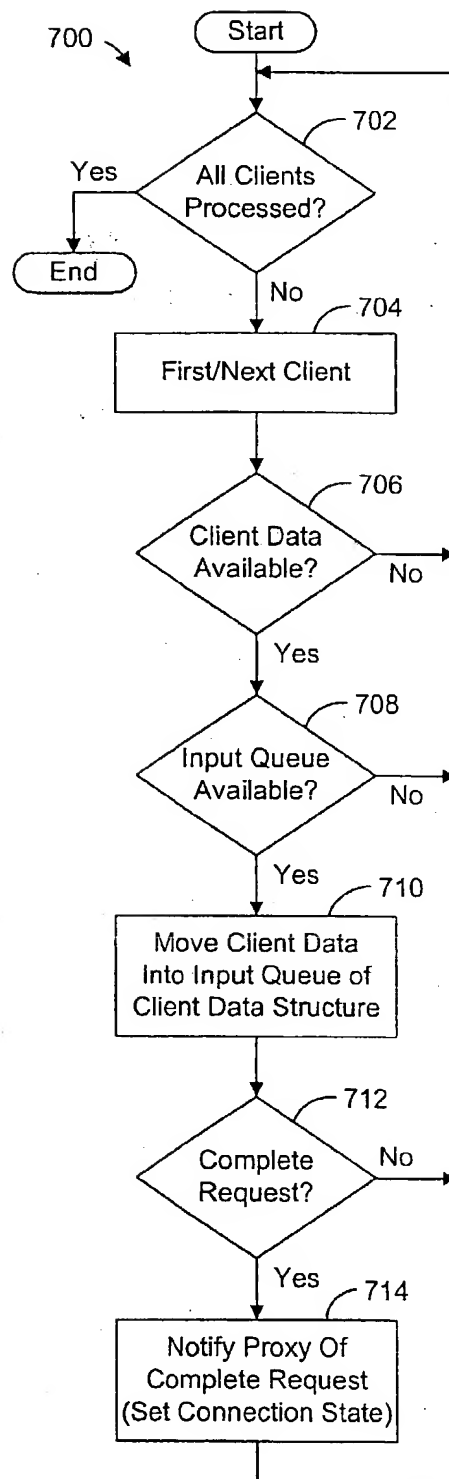 700
Start
702
All Clients
Processed?
Yes
End
No
704
First/Next Client
706
Client Data
Available?
No
Yes
708
Input Queue
Available?
No
Yes
710
Move Client Data
Into Input Queue of
Client Data Structure
712
Complete
Request?
No
Yes
714
Notify Proxy Of
Complete Request
(Set Connection State)